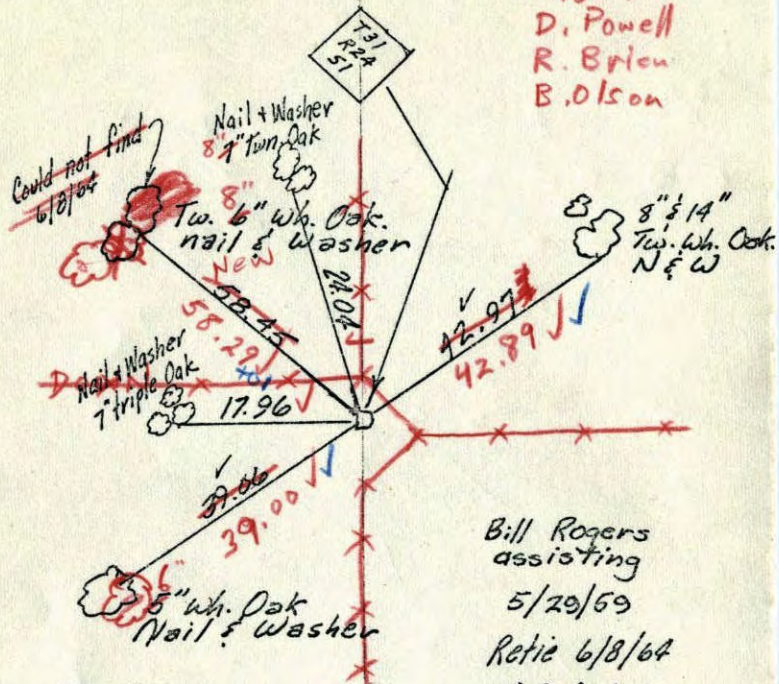 D. Powell
R. Brien
B. Olson
T31
R24
S1
Could not find
6/8/64
Nail & Washer
8" 7" Twn Oak
8"
Tw. 6" Wh. Oak.
nail & Washer
New
58.45
58.29
24.04
8" & 14"
Tw. Wh. Oak.
N & W
42.97
42.89
Nail & Washer
7" triple Oak
17.96
39.06
39.00
6"
5" Wh. Oak
Nail & Washer
Bill Rogers
assisting
5/29/59
Retie 6/8/64